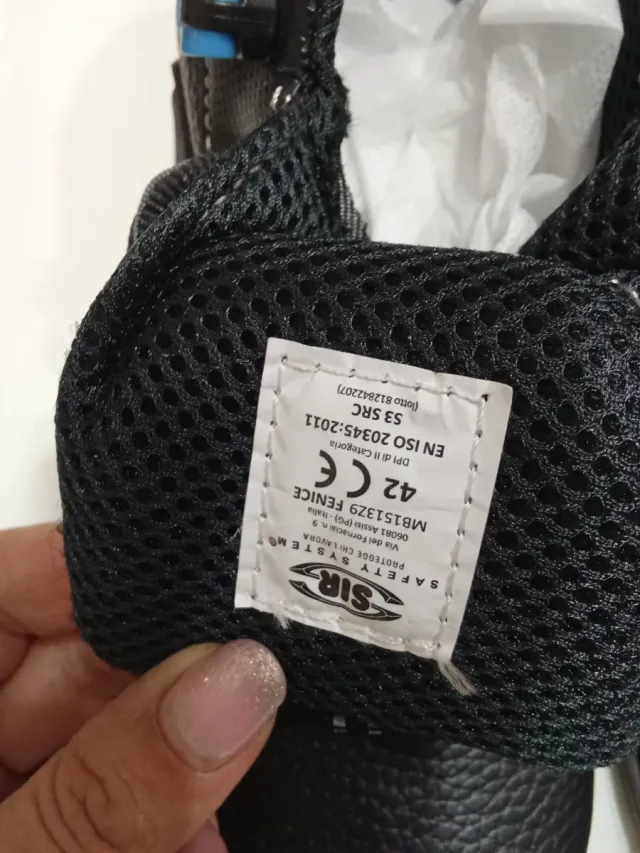 SIR
SAFETY SYSTEM®
PROTEGGE CHI LAVORA
Via dei Fornaciai n. 9
06081 Assisi (PG) - Italia
MB1513Z9 FENICE
42 CE
DPI di II Categoria
EN ISO 20345:2011
S3 SRC
(lotto 812842207)